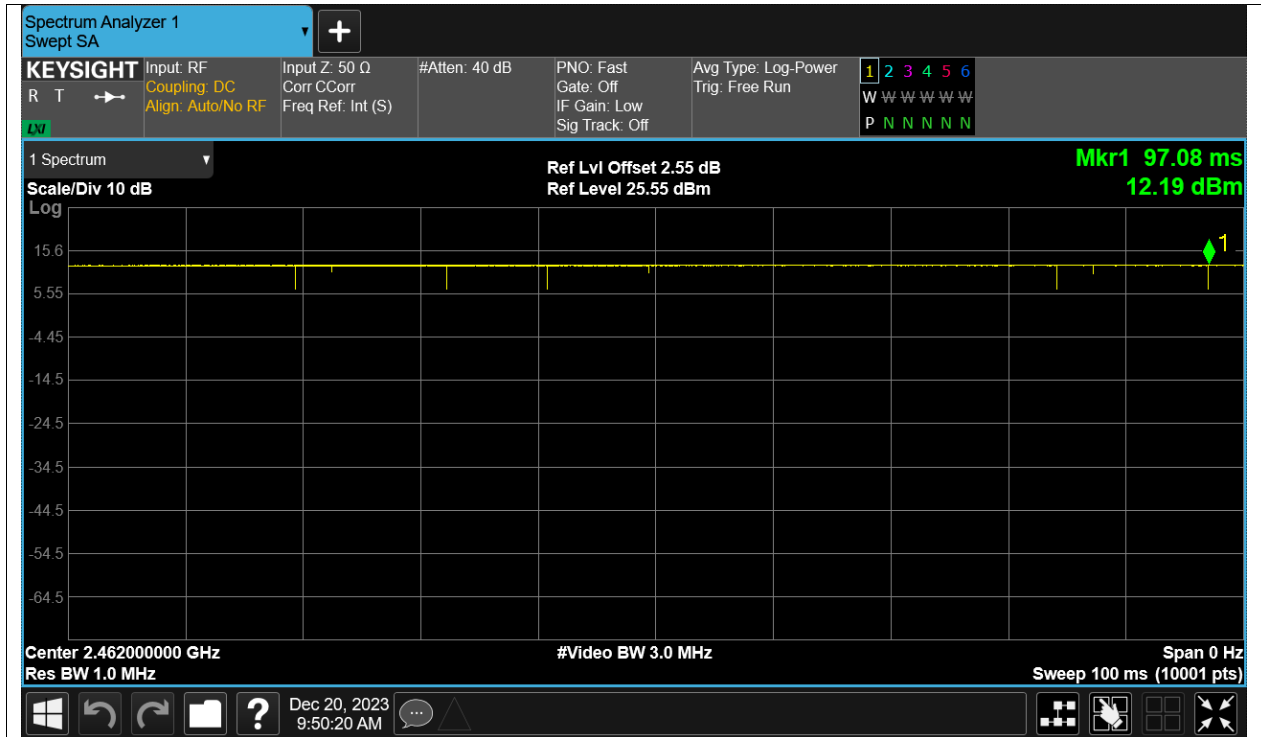 Spectrum Analyzer 1
Swept SA
▼
+
KEYSIGHT
R T
LXI
Input: RF
Coupling: DC
Align: Auto/No RF
Input Z: 50 Ω
Corr CCorr
Freq Ref: Int (S)
#Atten: 40 dB
PNO: Fast
Gate: Off
IF Gain: Low
Sig Track: Off
Avg Type: Log-Power
Trig: Free Run
1 2 3 4 5 6
W W W W W W
P N N N N N
1 Spectrum ▼
Scale/Div 10 dB
Log
Ref Lvl Offset 2.55 dB
Ref Level 25.55 dBm
Mkr1 97.08 ms
12.19 dBm
1
15.6
5.55
-4.45
-14.5
-24.5
-34.5
-44.5
-54.5
-64.5
Center 2.462000000 GHz
Res BW 1.0 MHz
#Video BW 3.0 MHz
Span 0 Hz
Sweep 100 ms (10001 pts)
?
Dec 20, 2023
9:50:20 AM